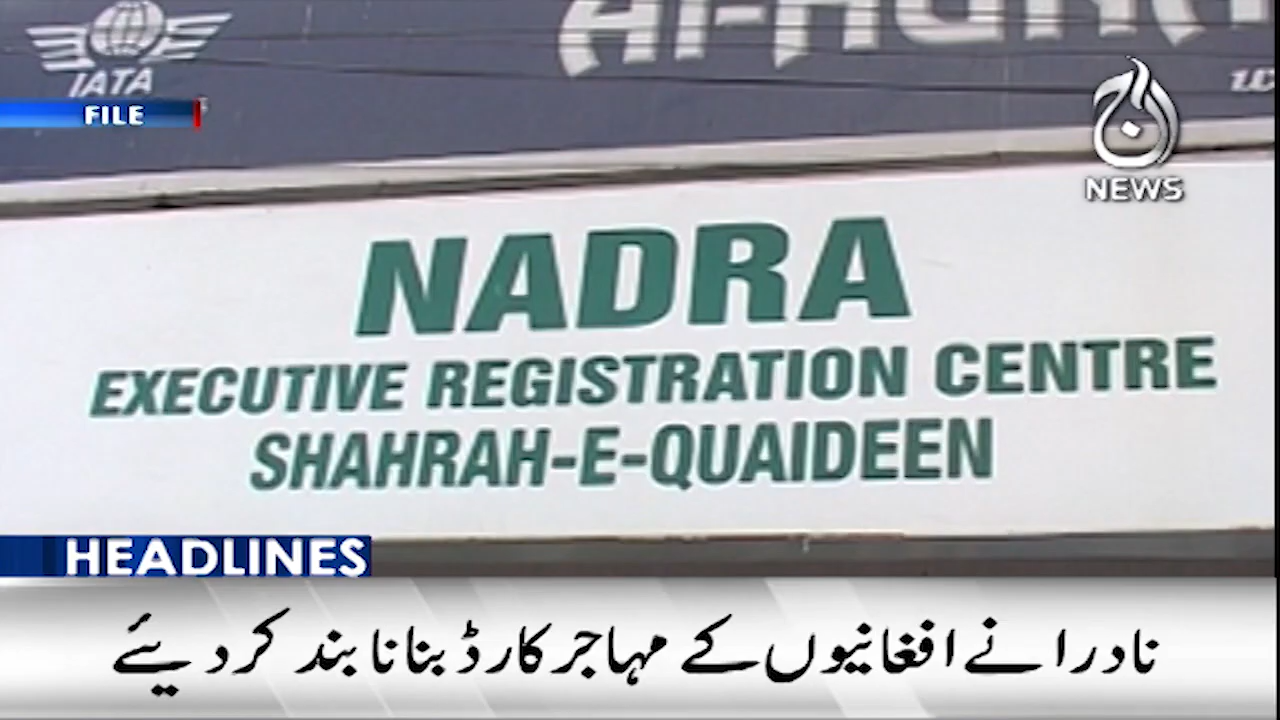 IATA
FILE
آج
NEWS
NADRA
EXECUTIVE REGISTRATION CENTRE
SHAHRAH-E-QUAIDEEN
HEADLINES
نادرا نے افغانیوں کے مہاجر کارڈ بنانا بند کر دیئے